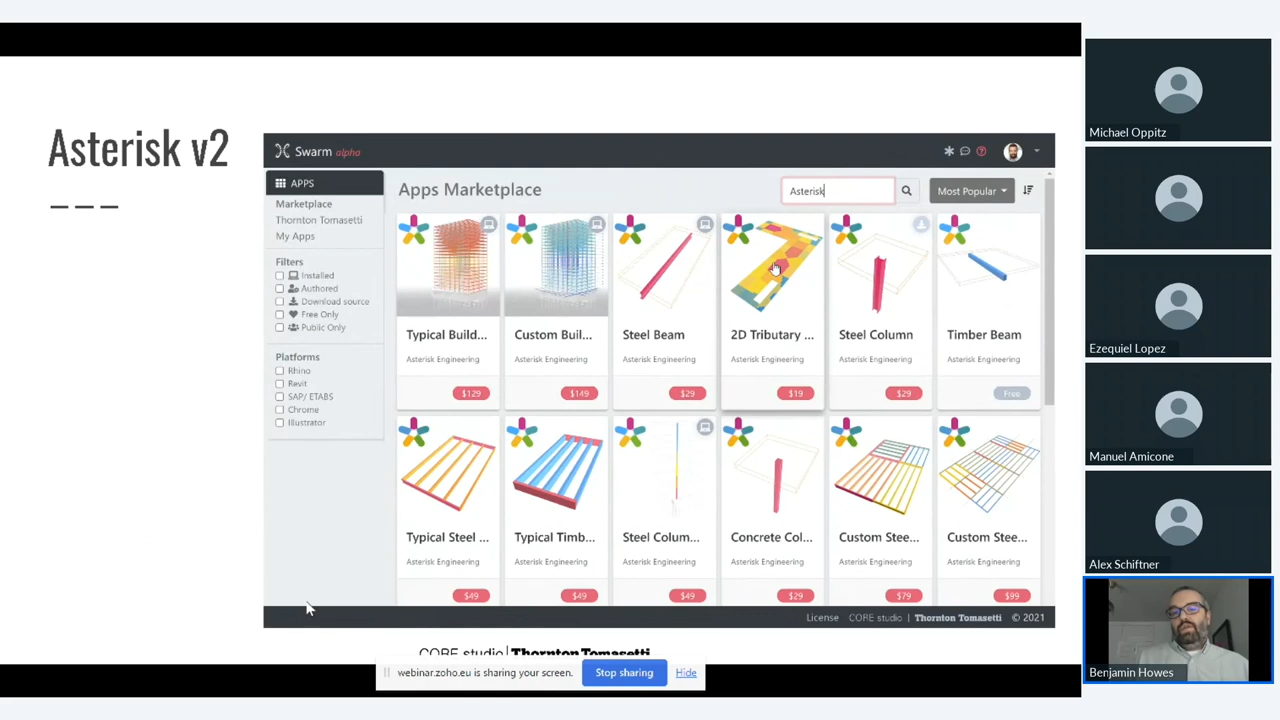 Asterisk v2
Swarm alpha
APPS
Marketplace
Thornton Tomasetti
My Apps
Filters
Installed
Authored
Download source
Free Only
Public Only
Platforms
Rhino
Revit
SAP/ ETABS
Chrome
Illustrator
Apps Marketplace
Asterisk
Most Popular
Typical Build...
Asterisk Engineering
$129
Custom Buil...
Asterisk Engineering
$149
Steel Beam
Asterisk Engineering
$29
2D Tributary ...
Asterisk Engineering
$19
Steel Column
Asterisk Engineering
$29
Timber Beam
Asterisk Engineering
Free
Typical Steel ...
Asterisk Engineering
$49
Typical Timb...
Asterisk Engineering
$49
Steel Colum...
Asterisk Engineering
$49
Concrete Col...
Asterisk Engineering
$29
Custom Stee...
Asterisk Engineering
$79
Custom Stee...
Asterisk Engineering
$99
License CORE studio | Thornton Tomasetti © 2021
CORE studio | Thornton Tomasetti
webinar.zoho.eu is sharing your screen.
Stop sharing
Hide
Michael Oppitz
Ezequiel Lopez
Manuel Amicone
Alex Schiftner
Benjamin Howes